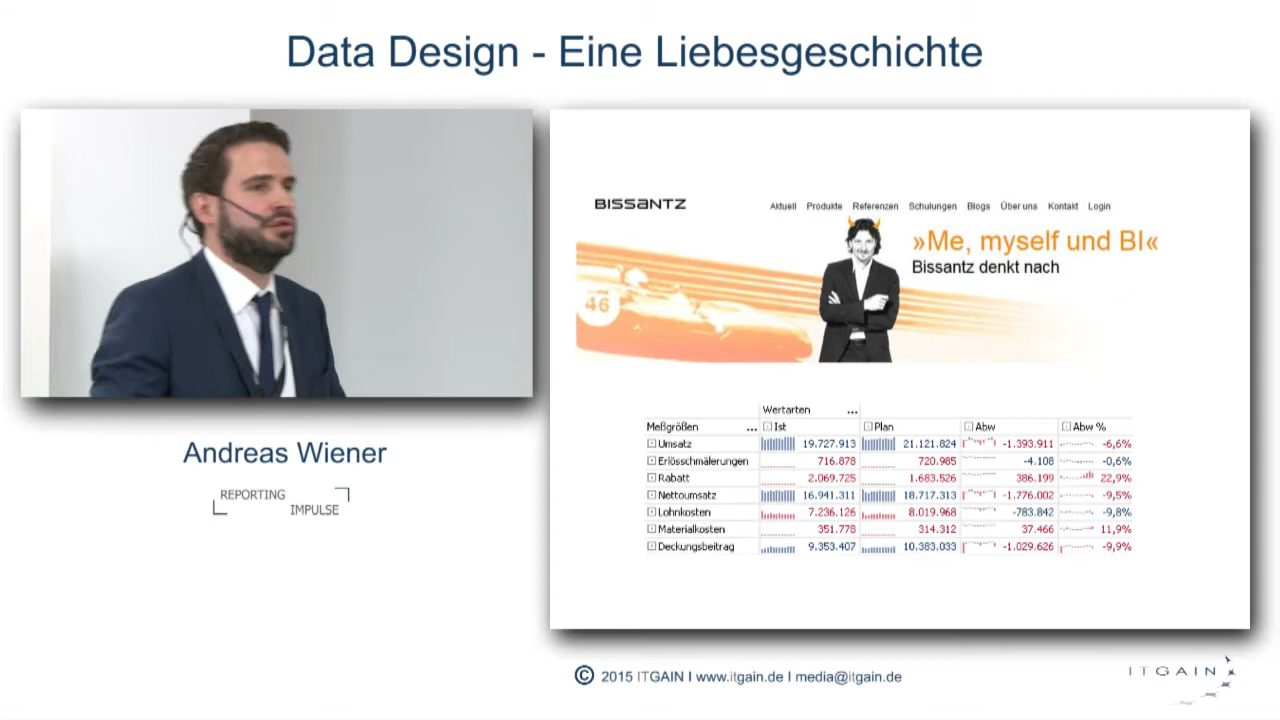 Data Design - Eine Liebesgeschichte
BISSANTZ
Aktuell Produkte Referenzen Schulungen Blogs Über uns Kontakt Login
»Me, myself und BI«
Bissantz denkt nach
46
Wertarten ...
Meßgrößen ... Ist Plan Abw Abw %
Umsatz 19.727.913 21.121.824 -1.393.911 -6,6%
Erlösschmälerungen 716.878 720.985 -4.108 -0,6%
Rabatt 2.069.725 1.683.526 386.199 22,9%
Nettoumsatz 16.941.311 18.717.313 -1.776.002 -9,5%
Lohnkosten 7.236.126 8.019.968 -783.842 -9,8%
Materialkosten 351.778 314.312 37.466 11,9%
Deckungsbeitrag 9.353.407 10.383.033 -1.029.626 -9,9%
Andreas Wiener
REPORTING
IMPULSE
© 2015 ITGAIN I www.itgain.de I media@itgain.de
ITGAIN